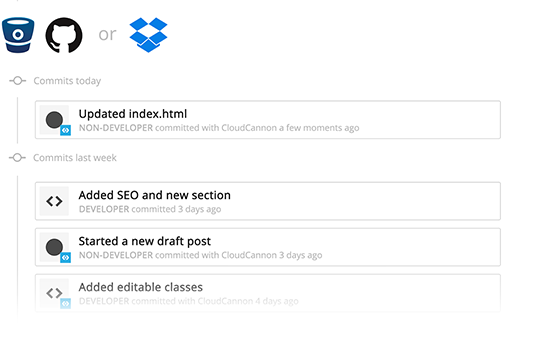 or
Commits today
Updated index.html
NON-DEVELOPER committed with CloudCannon a few moments ago
Commits last week
Added SEO and new section
DEVELOPER committed 3 days ago
Started a new draft post
NON-DEVELOPER committed with CloudCannon 3 days ago
Added editable classes
DEVELOPER committed with CloudCannon 4 days ago